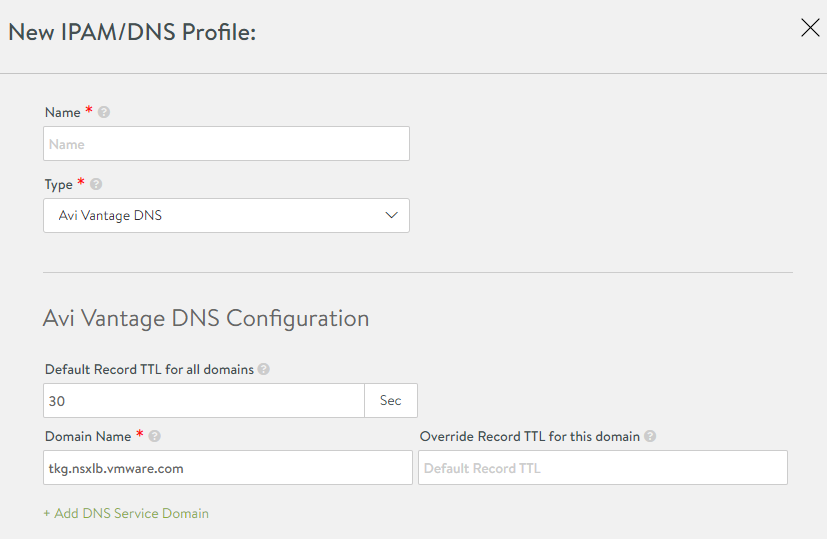 New IPAM/DNS Profile:
Name *
Name
Type *
Avi Vantage DNS
Avi Vantage DNS Configuration
Default Record TTL for all domains
30 Sec
Domain Name * Override Record TTL for this domain
tkg.nsxlb.vmware.com Default Record TTL
+ Add DNS Service Domain